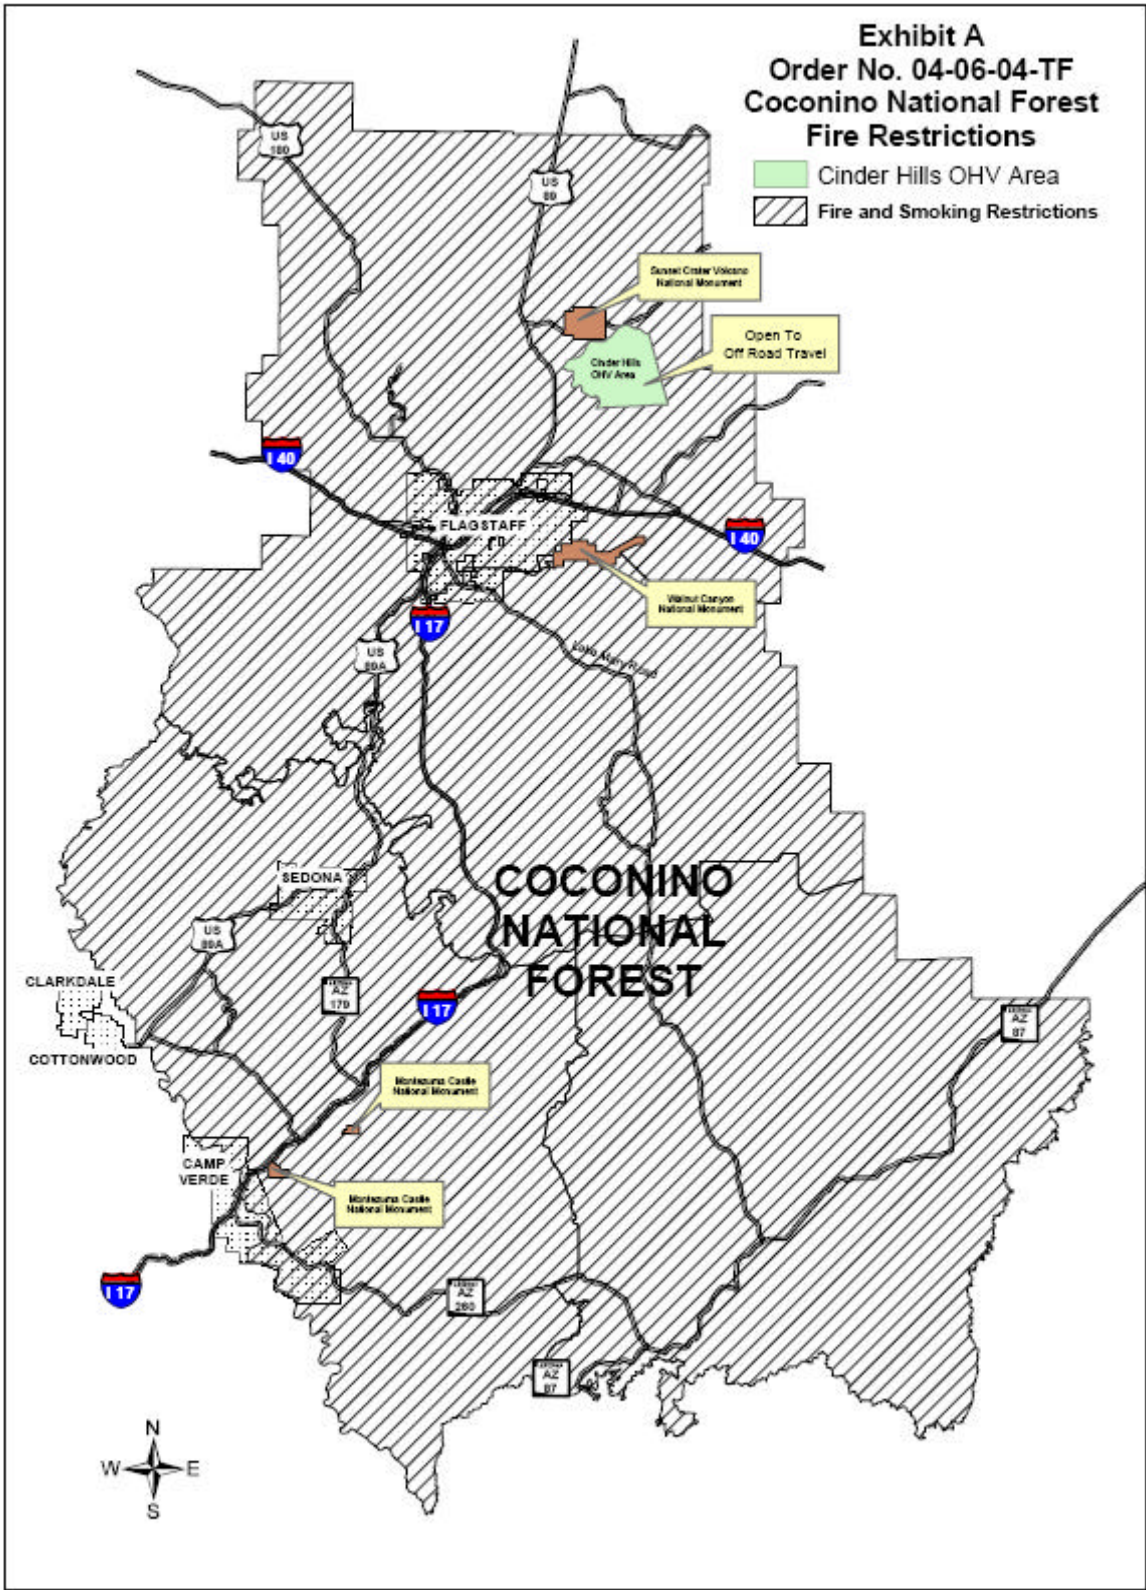 Exhibit A
Order No. 04-06-04-TF
Coconino National Forest
Fire Restrictions
Cinder Hills OHV Area
Fire and Smoking Restrictions
US
180
US
89
Sunset Crater Volcano
National Monument
Open To
Off Road Travel
Cinder Hills
OHV Area
I 40
FLAGSTAFF
I 40
Walnut Canyon
National Monument
I 17
US
89A
Lake Mary Road
COCONINO
NATIONAL
FOREST
SEDONA
US
89A
CLARKDALE
AZ
179
I 17
AZ
87
COTTONWOOD
Montezuma Castle
National Monument
CAMP
VERDE
Montezuma Castle
National Monument
I 17
AZ
260
AZ
87
N
W E
S